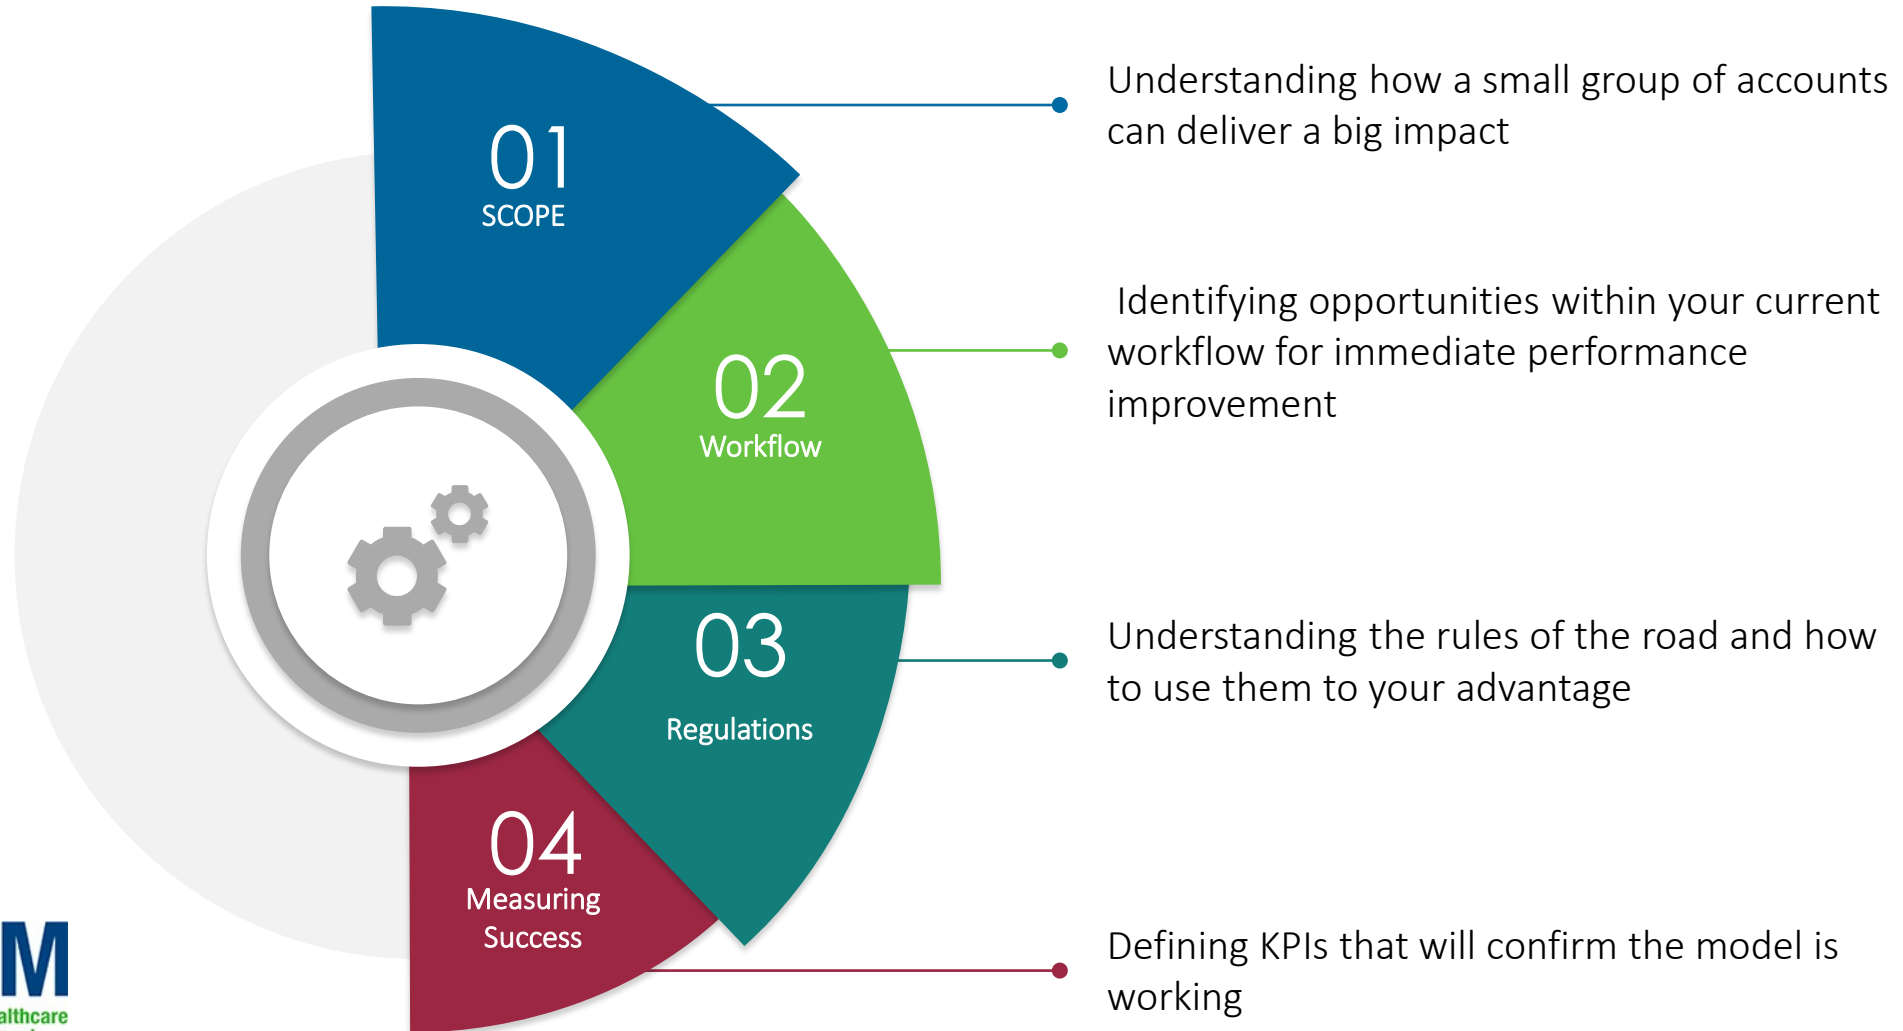 01
SCOPE
Understanding how a small group of accounts
can deliver a big impact
02
Workflow
Identifying opportunities within your current
workflow for immediate performance
improvement
03
Regulations
Understanding the rules of the road and how
to use them to your advantage
04
Measuring
Success
Defining KPIs that will confirm the model is
working
M
althcare